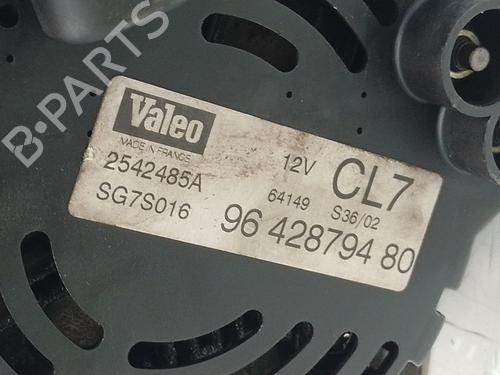 B-PARTS
Valeo
MADE IN FRANCE
2542485A
SG7S016
12V
CL7
64149
S36/02
96 428794 80